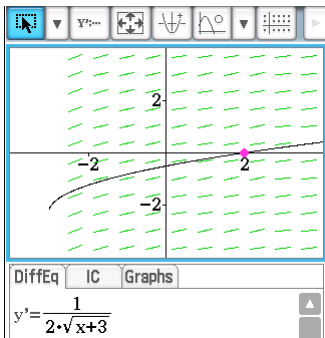 Y':---
2
-2 2
-2
DiffEq IC Graphs
y'=1/(2·√x+3)